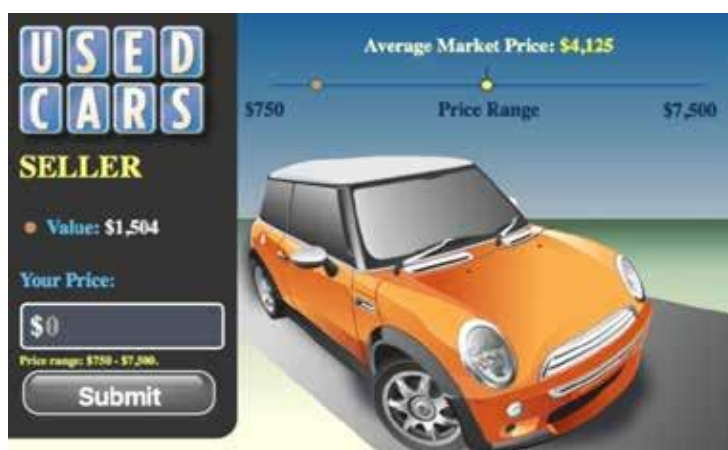 USED
CARS
SELLER
Value: $1,504
Your Price:
$0
Price range: $750 - $7,500.
Submit
Average Market Price: $4,125
$750 Price Range $7,500